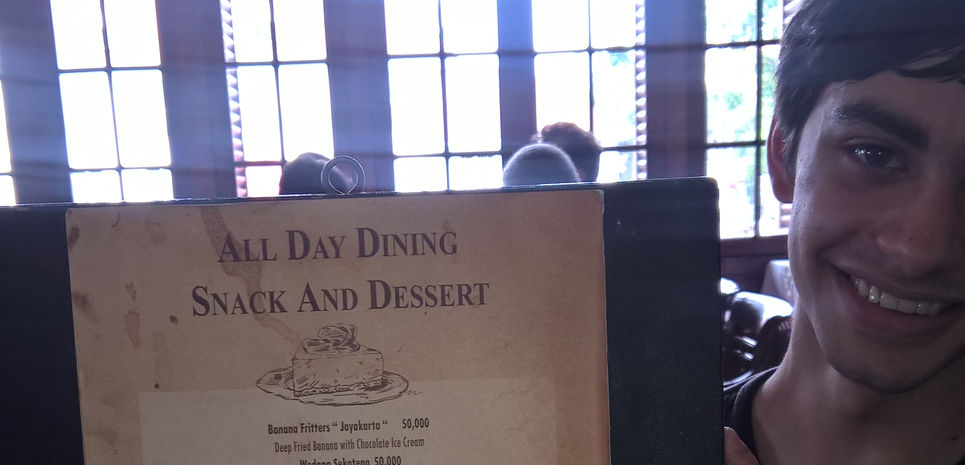 ALL DAY DINING
SNACK AND DESSERT
Banana Fritters “ Jayakarta “ 50,000
Deep Fried Banana with Chocolate Ice Cream
Wedang Sekoteng 50,000